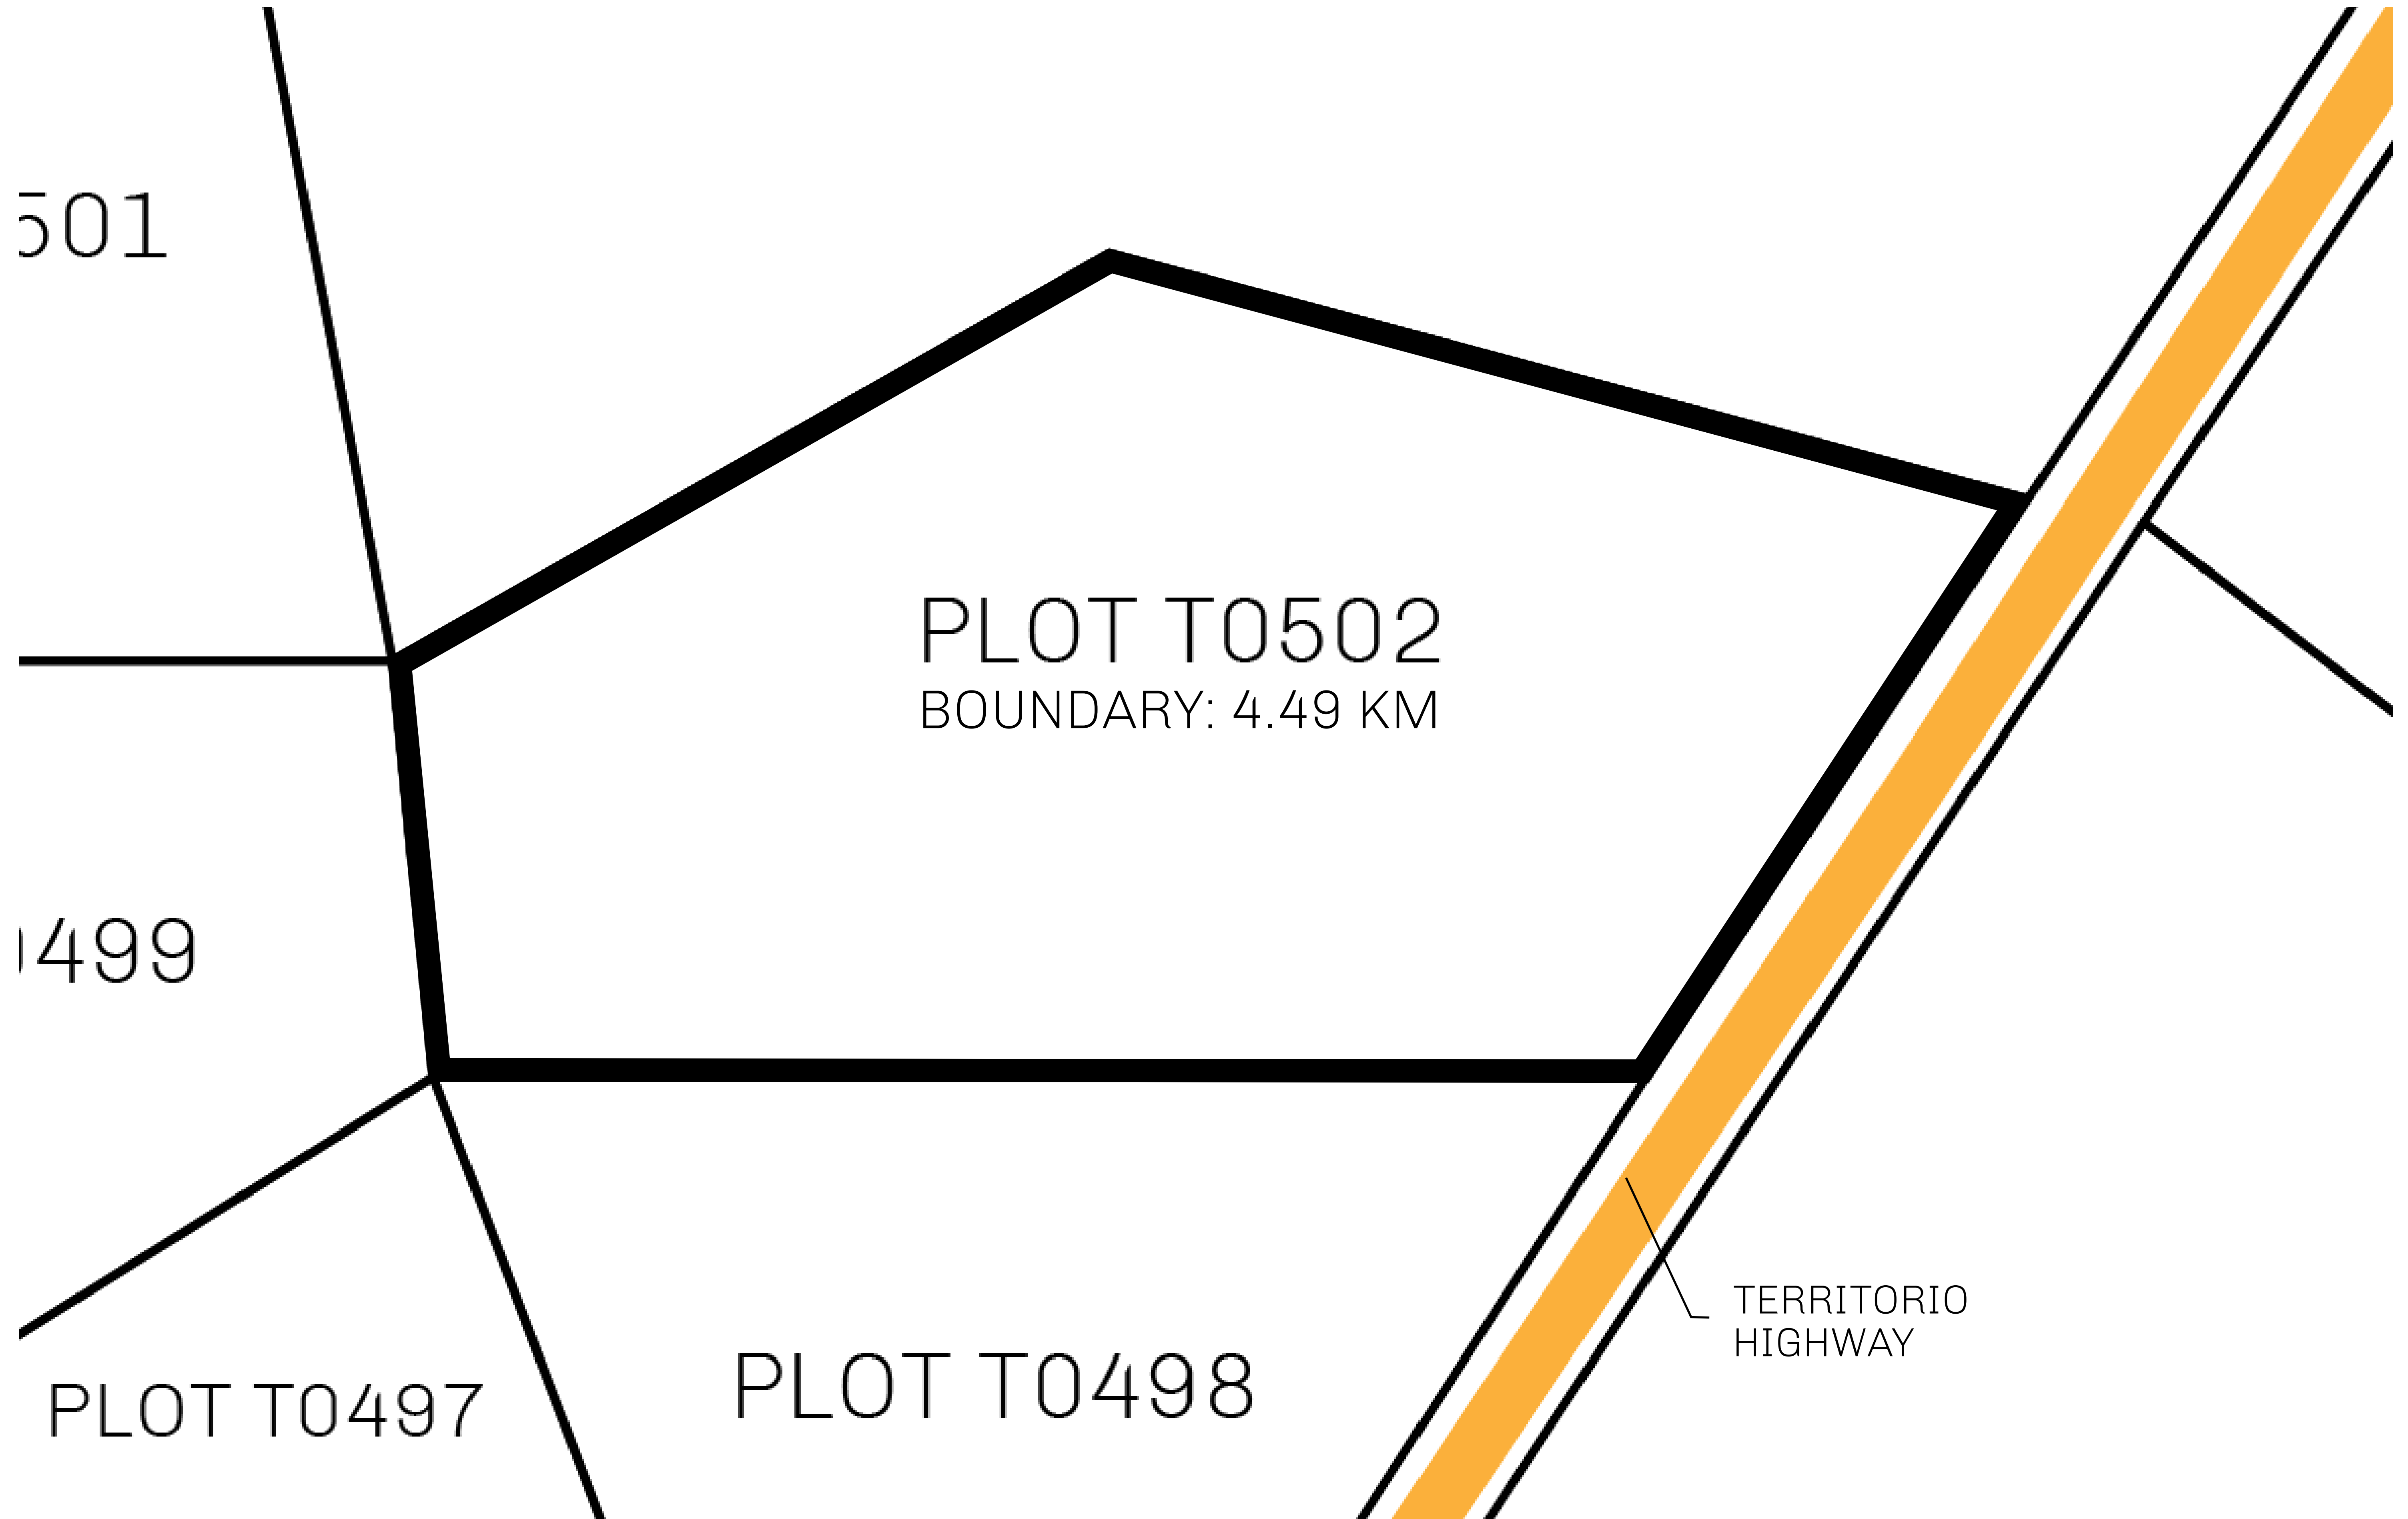 501
PLOT T0502
BOUNDARY: 4.49 KM
499
TERRITORIO
HIGHWAY
PLOT T0498
PLOT T0497